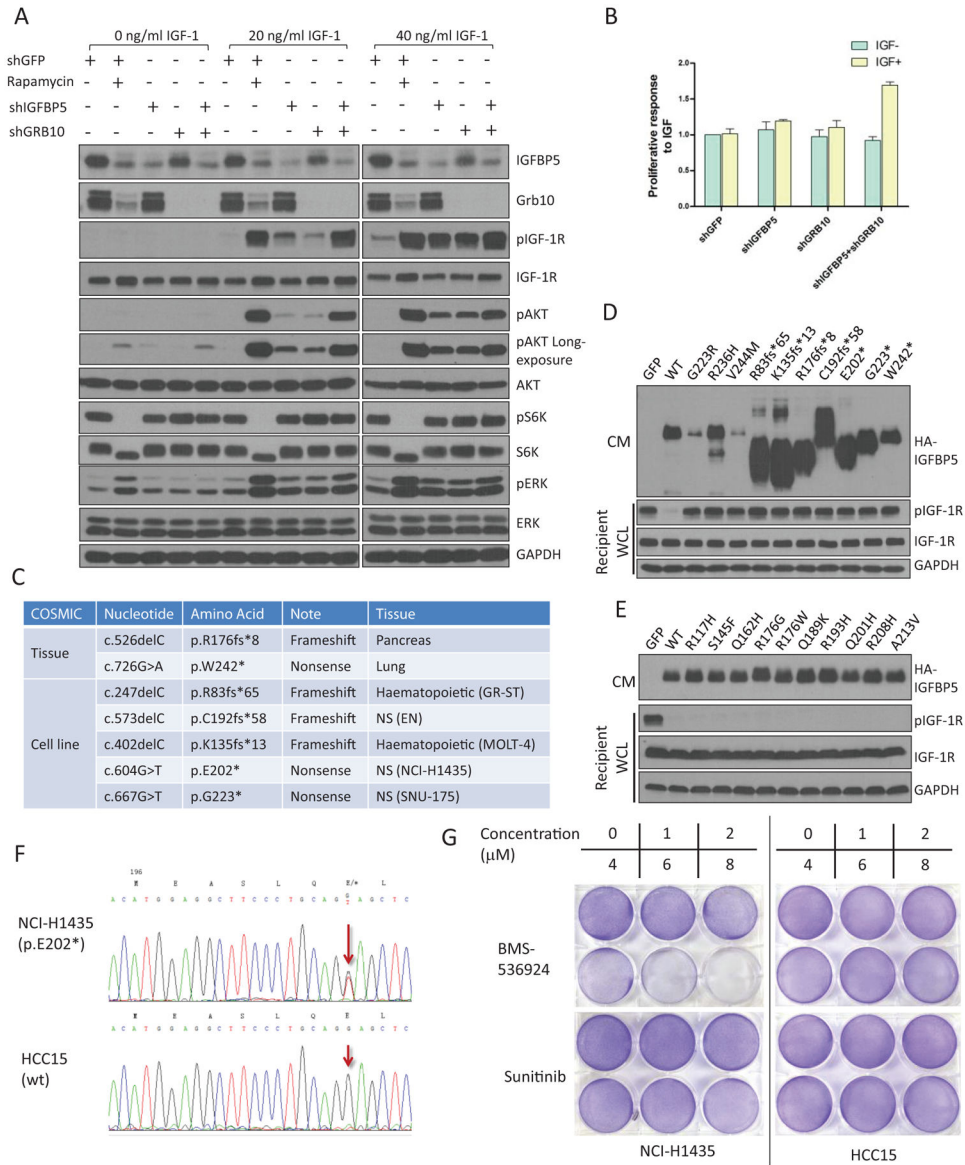 A
0 ng/ml IGF-1 20 ng/ml IGF-1 40 ng/ml IGF-1
shGFP + + - - - + + - - - + + - - -
Rapamycin - + - - - - + - - - - + - - -
shIGFBP5 - - + - + - - + - + - - + - +
shGRB10 - - - + + - - - + + - - - + +
IGFBP5
Grb10
pIGF-1R
IGF-1R
pAKT
pAKT Long-
exposure
AKT
pS6K
S6K
pERK
ERK
GAPDH
B
IGF-
IGF+
Proliferative response
to IGF
2.0
1.5
1.0
0.5
0.0
shGFP
shIGFBP5
shGRB10
shIGFBP5+shGRB10
C
COSMIC Nucleotide Amino Acid Note Tissue
Tissue c.526delC p.R176fs*8 Frameshift Pancreas
c.726G>A p.W242* Nonsense Lung
Cell line c.247delC p.R83fs*65 Frameshift Haematopoietic (GR-ST)
c.573delC p.C192fs*58 Frameshift NS (EN)
c.402delC p.K135fs*13 Frameshift Haematopoietic (MOLT-4)
c.604G>T p.E202* Nonsense NS (NCI-H1435)
c.667G>T p.G223* Nonsense NS (SNU-175)
D
GFP WT G223R R236H V244M R83fs*65 K135fs*13 R176fs*8 C192fs*58 E202* G223* W242*
CM
HA-
IGFBP5
Recipient
WCL
pIGF-1R
IGF-1R
GAPDH
E
GFP WT R117H S145F Q162H R176G R176W Q189K R193H Q201H R208H A213V
CM
HA-
IGFBP5
Recipient
WCL
pIGF-1R
IGF-1R
GAPDH
F
196
M E A S L Q E/* L
A C A T G G A G G C T T C C C T G C A G G A G C T C
T
NCI-H1435
(p.E202*)
M E A S L Q E L
A C A T G G A G G C T T C C C T G C A G G A G C T C
HCC15
(wt)
G
Concentration
(μM)
0 1 2 0 1 2
4 6 8 4 6 8
BMS-
536924
Sunitinib
NCI-H1435 HCC15